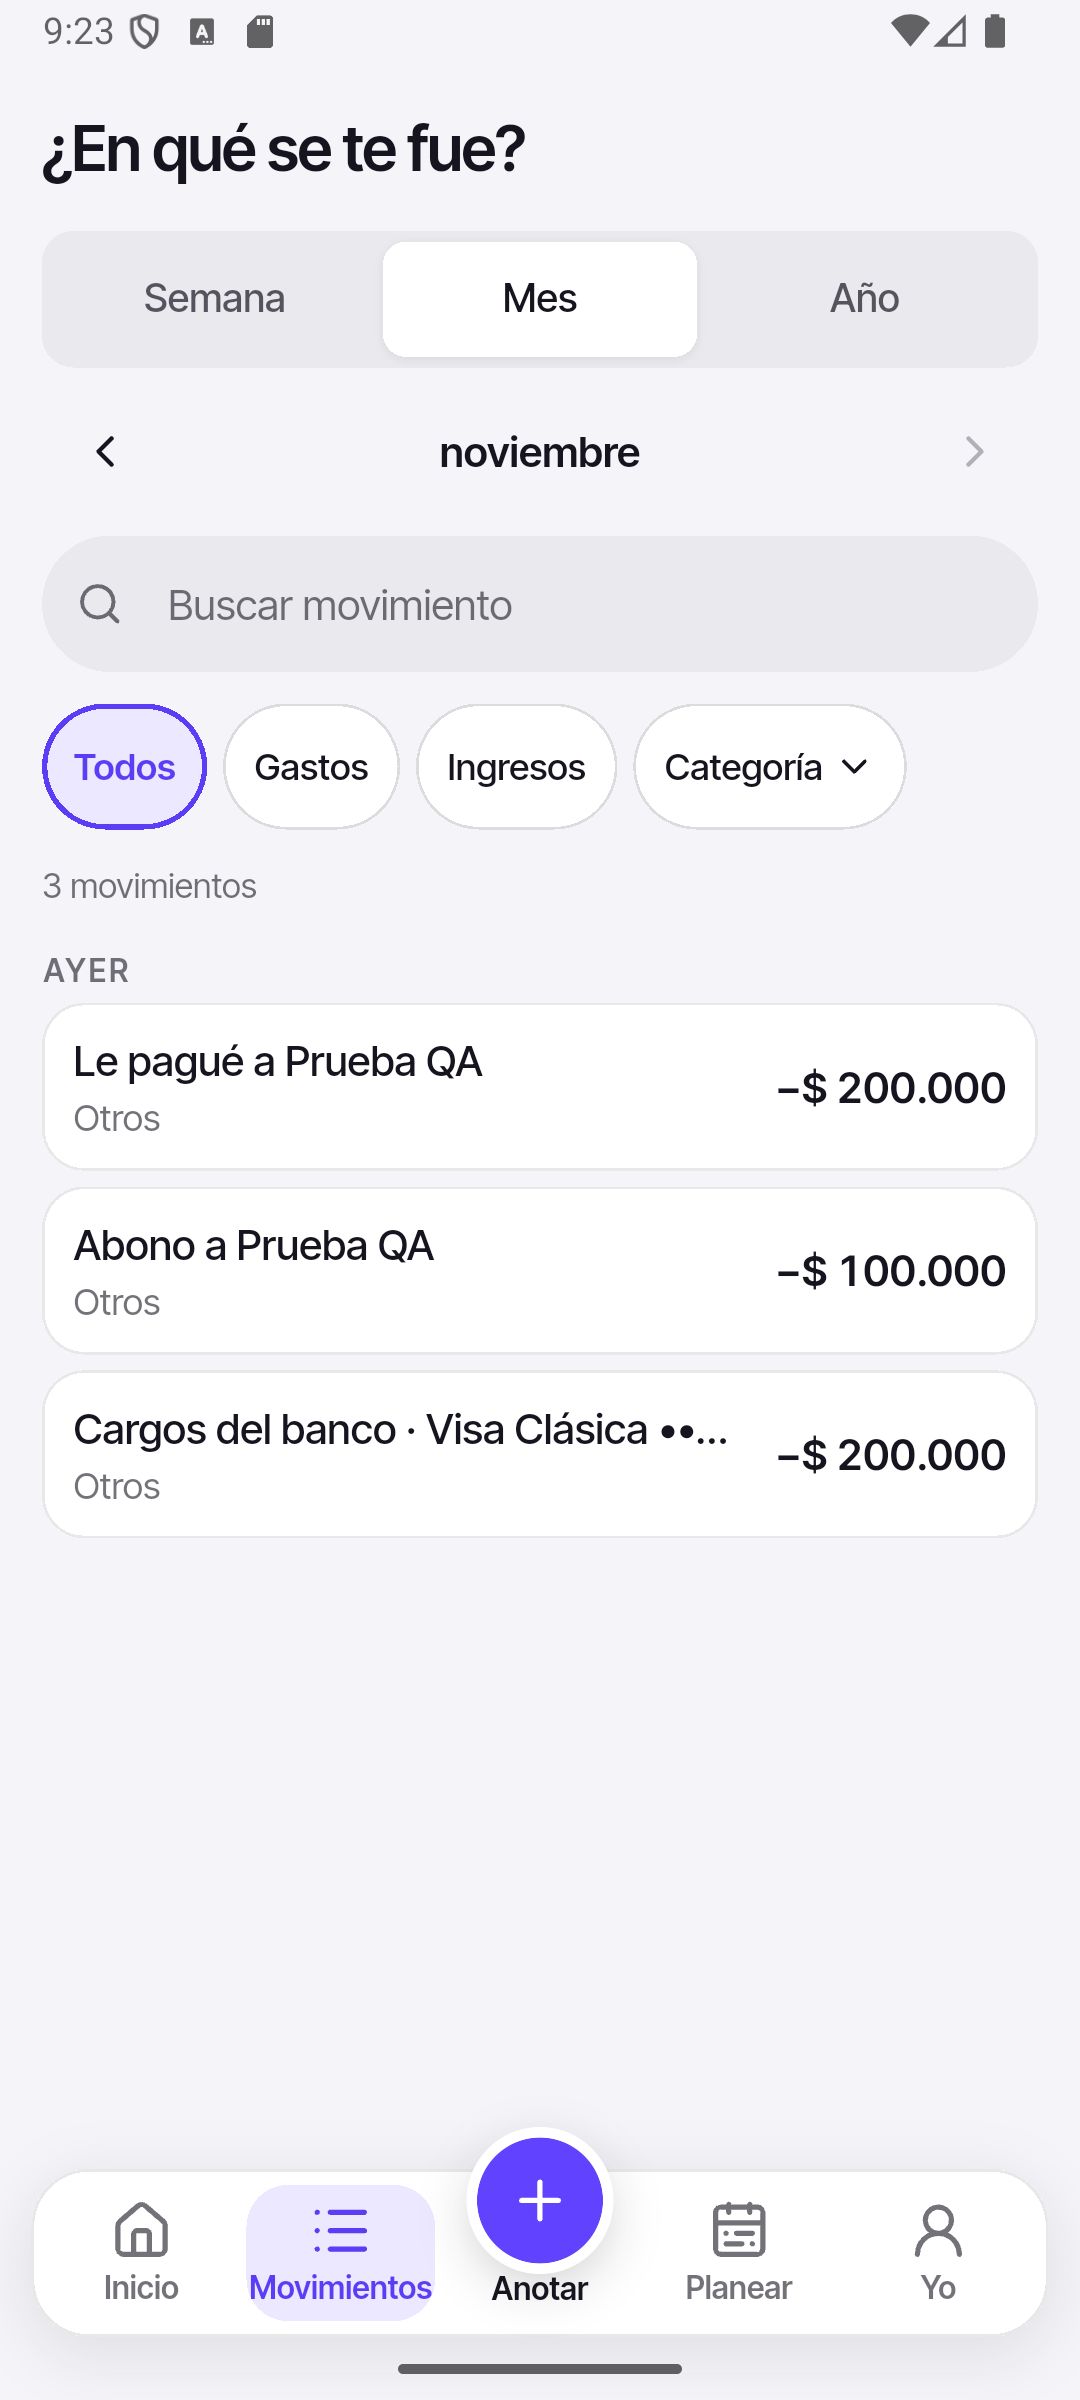 9:23
¿En qué se te fue?
Semana Mes Año
noviembre
Buscar movimiento
Todos Gastos Ingresos Categoría
3 movimientos
AYER
Le pagué a Prueba QA
–$ 200.000
Otros
Abono a Prueba QA
–$ 100.000
Otros
Cargos del banco · Visa Clásica ••...
–$ 200.000
Otros
Inicio Movimientos Anotar Planear Yo